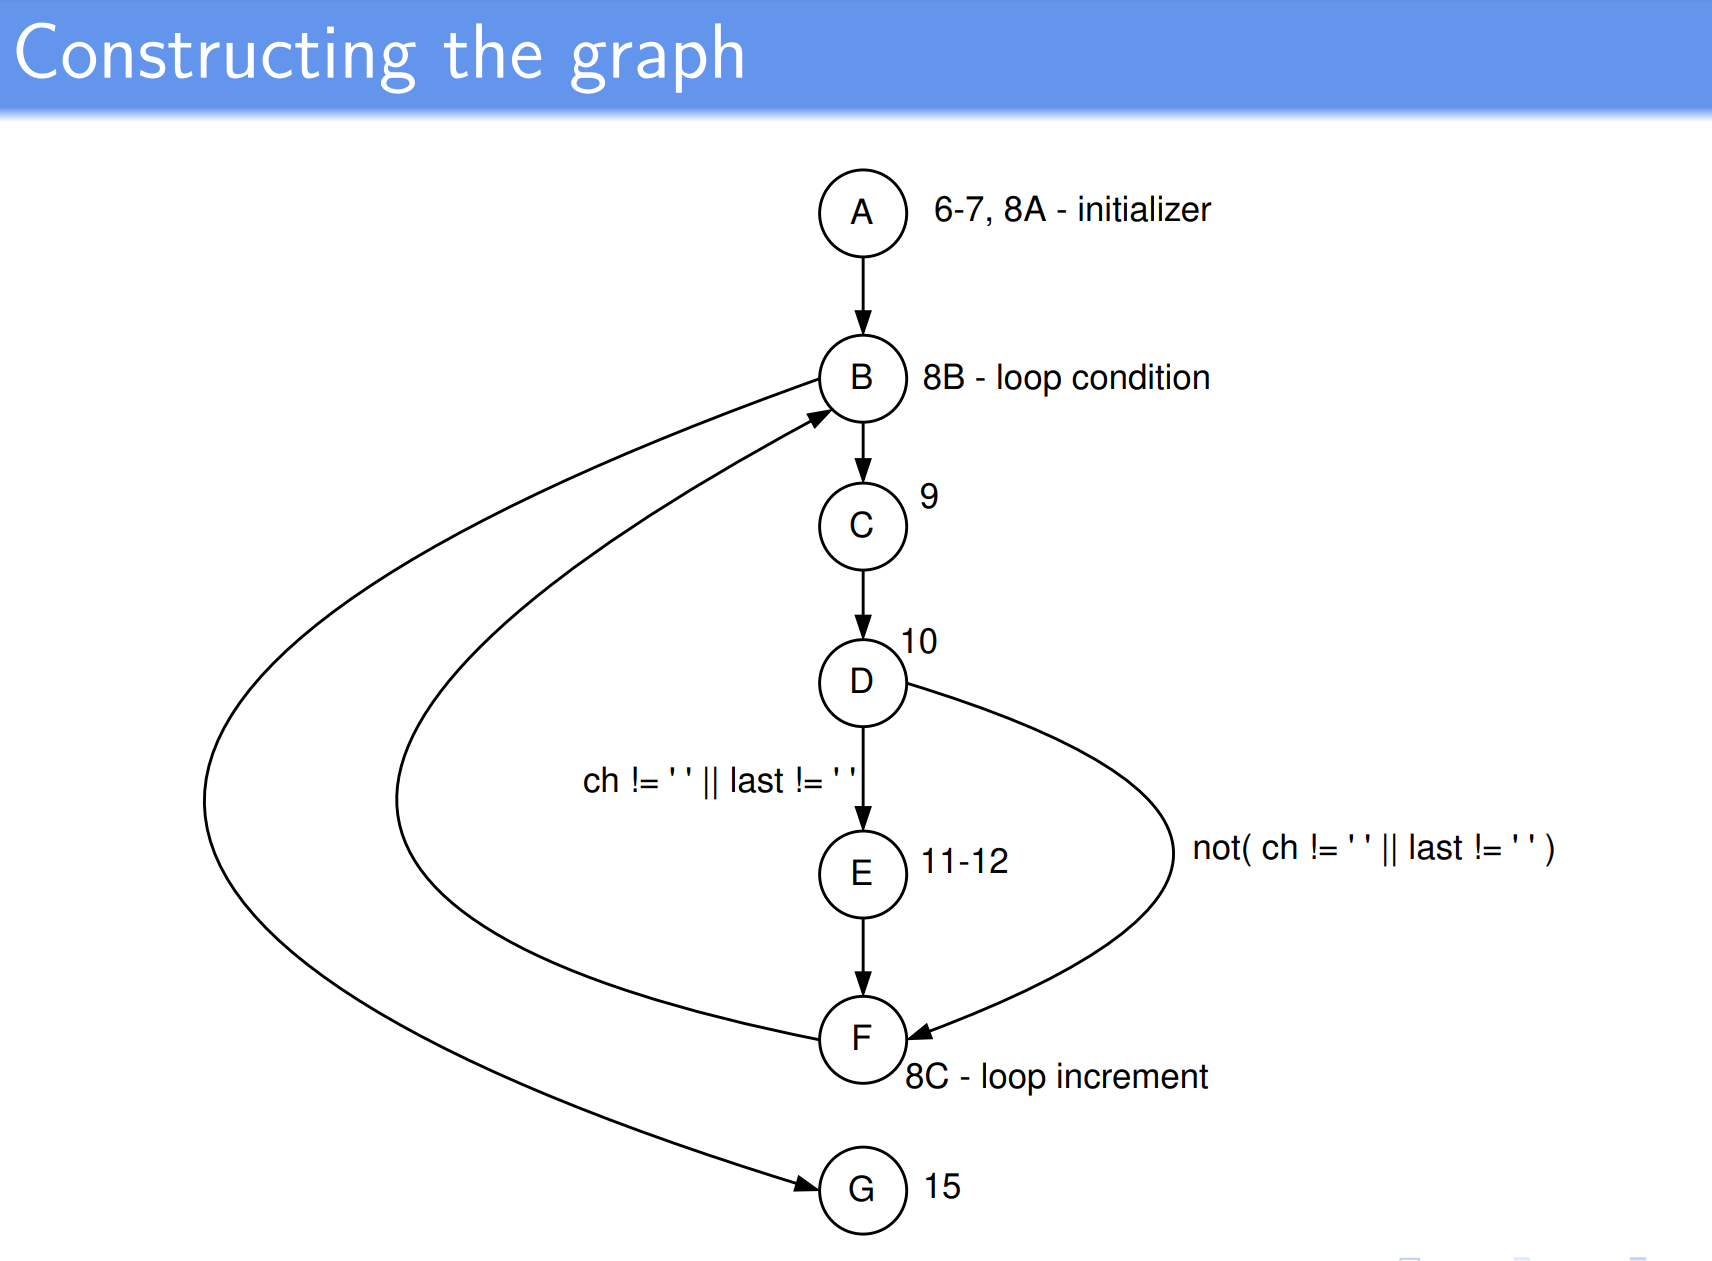 Constructing the graph
A 6-7, 8A - initializer
B 8B - loop condition
9
C
10
D
ch != ' ' || last != ' '
not( ch != ' ' || last != ' ' )
E 11-12
F
8C - loop increment
G 15